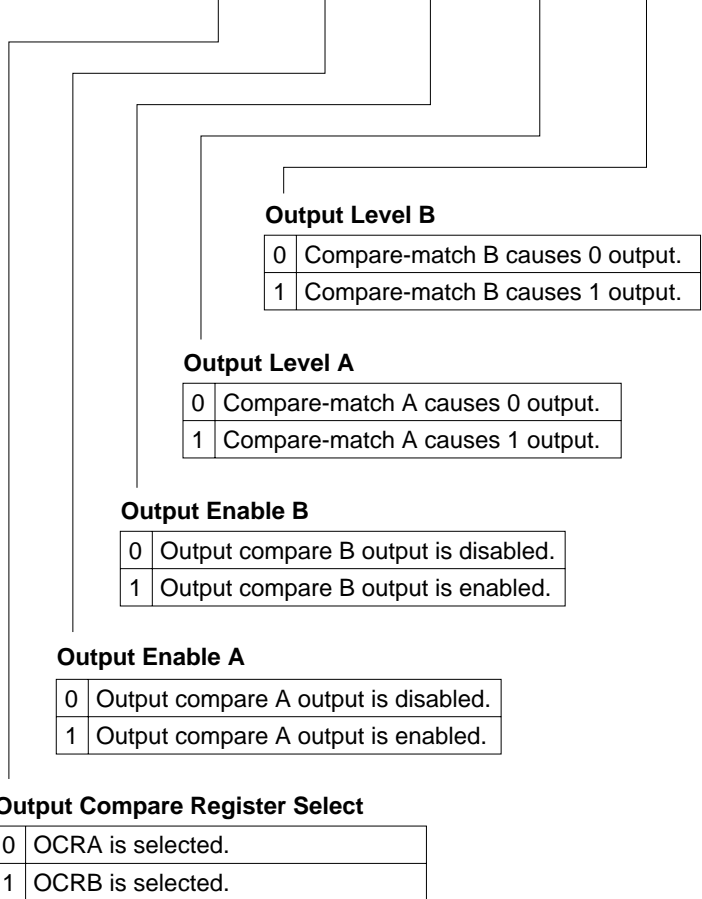 Output Level B
0 Compare-match B causes 0 output.
1 Compare-match B causes 1 output.
Output Level A
0 Compare-match A causes 0 output.
1 Compare-match A causes 1 output.
Output Enable B
0 Output compare B output is disabled.
1 Output compare B output is enabled.
Output Enable A
0 Output compare A output is disabled.
1 Output compare A output is enabled.
Output Compare Register Select
0 OCRA is selected.
1 OCRB is selected.